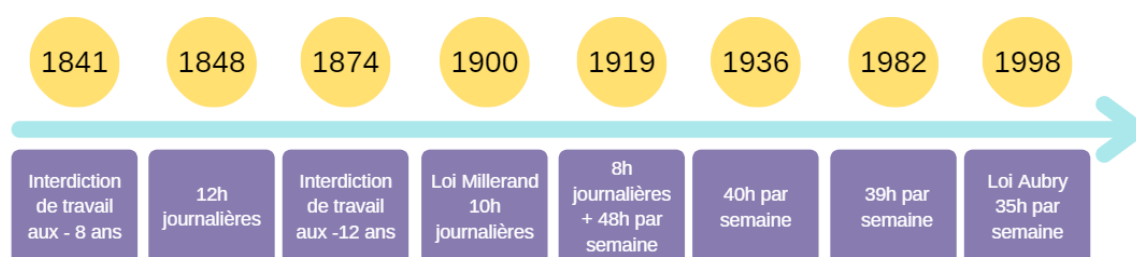 1841
1848
1874
1900
1919
1936
1982
1998
Interdiction
de travail
aux - 8 ans
12h
journalières
Interdiction
de travail
aux -12 ans
Loi Millerand
10h
journalières
8h
journalières
+ 48h par
semaine
40h par
semaine
39h par
semaine
Loi Aubry
35h par
semaine